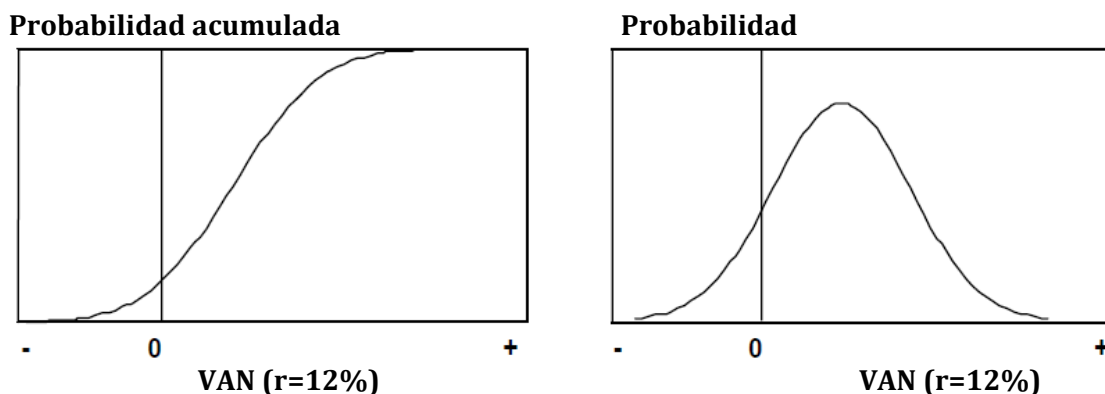 Probabilidad acumulada
- 0 +
VAN (r=12%)
Probabilidad
- 0 +
VAN (r=12%)